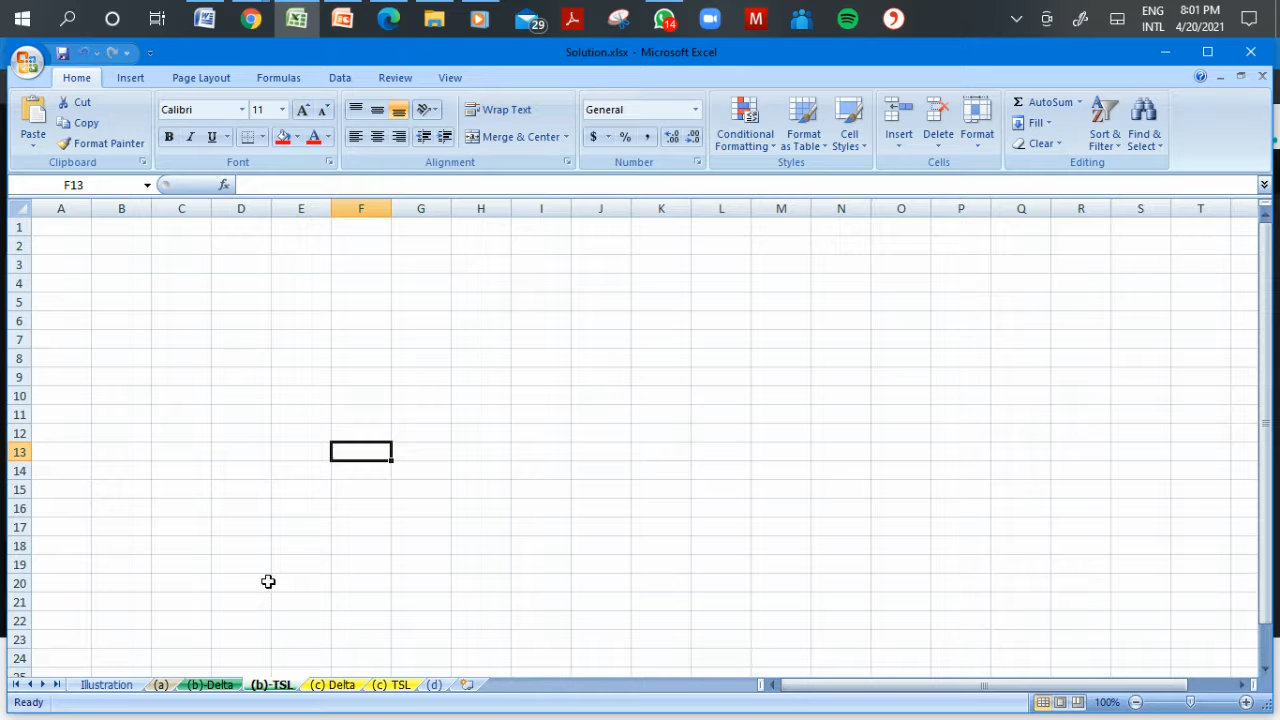 29
14
M
ENG
INTL
8:01 PM
4/20/2021
Solution.xlsx - Microsoft Excel
Home Insert Page Layout Formulas Data Review View
Paste
Cut
Copy
Format Painter
Clipboard
Calibri 11
B I U
Font
Wrap Text
Merge & Center
Alignment
General
$ % ,
Number
Conditional Formatting
Format as Table
Cell Styles
Styles
Insert Delete Format
Cells
AutoSum
Fill
Clear
Sort & Filter
Find & Select
Editing
F13
fx
A B C D E F G H I J K L M N O P Q R S T
1
2
3
4
5
6
7
8
9
10
11
12
13
14
15
16
17
18
19
20
21
22
23
24
Illustration (a) (b)-Delta (b)-TSL (c) Delta (c) TSL (d)
Ready
100%